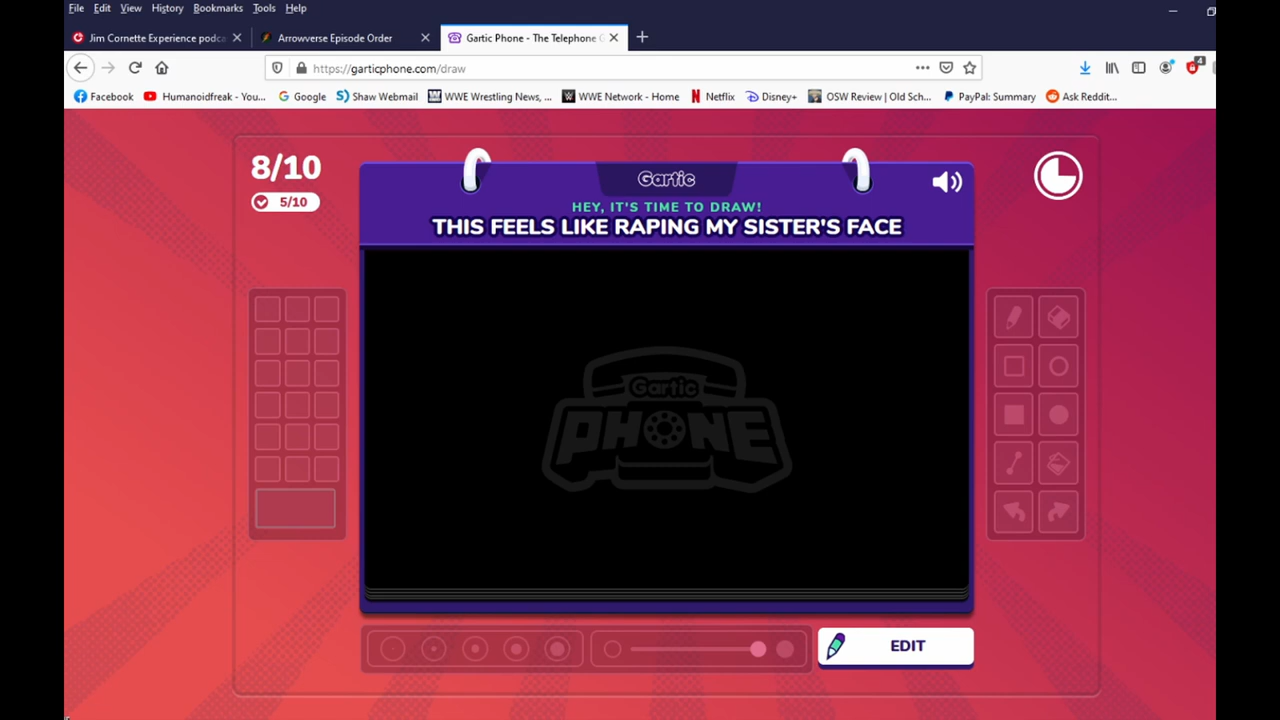 File Edit View History Bookmarks Tools Help
Jim Cornette Experience podca
Arrowverse Episode Order
Gartic Phone - The Telephone G
https://garticphone.com/draw
4
Facebook
Humanoidfreak - You...
Google
Shaw Webmail
WWE Wrestling News, ...
WWE Network - Home
Netflix
Disney+
OSW Review | Old Sch...
PayPal: Summary
Ask Reddit...
8/10
5/10
Gartic
HEY, IT'S TIME TO DRAW!
THIS FEELS LIKE RAPING MY SISTER'S FACE
Gartic
PHONE
EDIT